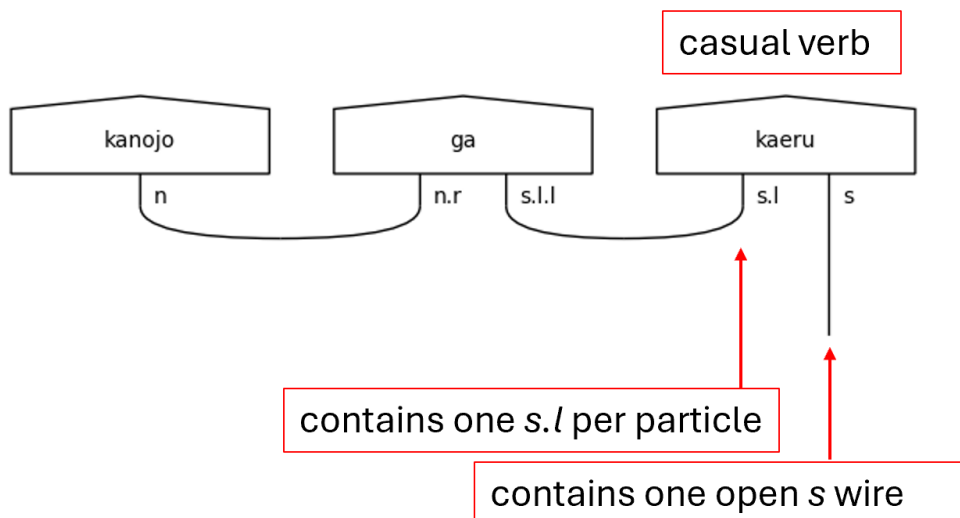 casual verb
kanojo
ga
kaeru
n
n.r
s.l.l
s.l
s
contains one s.l per particle
contains one open s wire